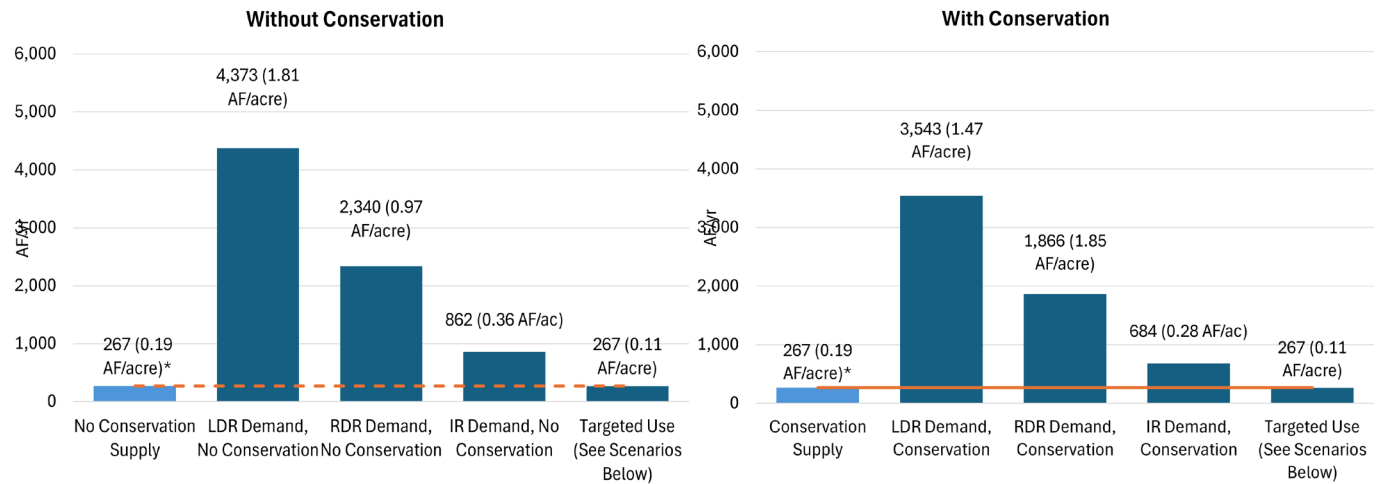 Without Conservation
6,000
5,000
4,000
3,000
2,000
1,000
0
AF/yr
4,373 (1.81
AF/acre)
2,340 (0.97
AF/acre)
862 (0.36 AF/ac)
267 (0.19
AF/acre)*
267 (0.11
AF/acre)
No Conservation
Supply
LDR Demand,
No Conservation
RDR Demand,
No Conservation
IR Demand, No
Conservation
Targeted Use
(See Scenarios
Below)
With Conservation
6,000
5,000
4,000
3,000
2,000
1,000
0
AF/yr
3,543 (1.47
AF/acre)
1,866 (1.85
AF/acre)
684 (0.28 AF/ac)
267 (0.19
AF/acre)*
267 (0.11
AF/acre)
Conservation
Supply
LDR Demand,
Conservation
RDR Demand,
Conservation
IR Demand,
Conservation
Targeted Use
(See Scenarios
Below)